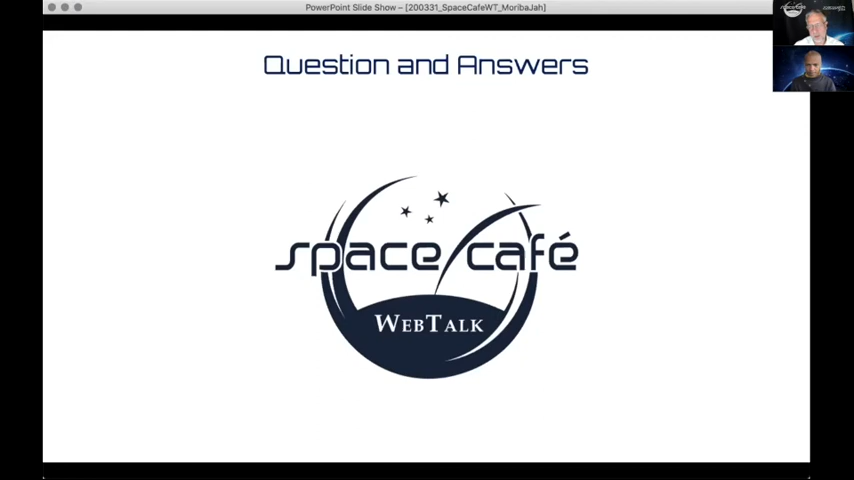 PowerPoint Slide Show – [200331_SpaceCafeWT_MoribaJah]
Question and Answers
space café
WEBTALK